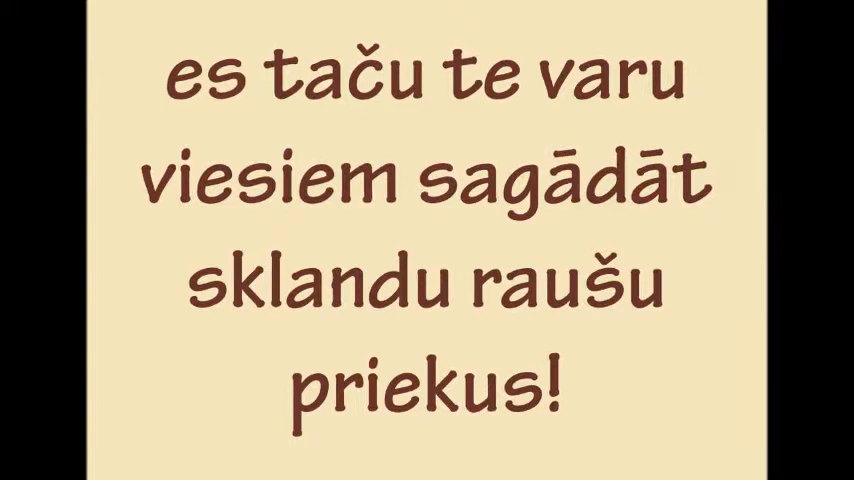 es taču te varu
viesiem sagādāt
sklandu raušu
priekus!